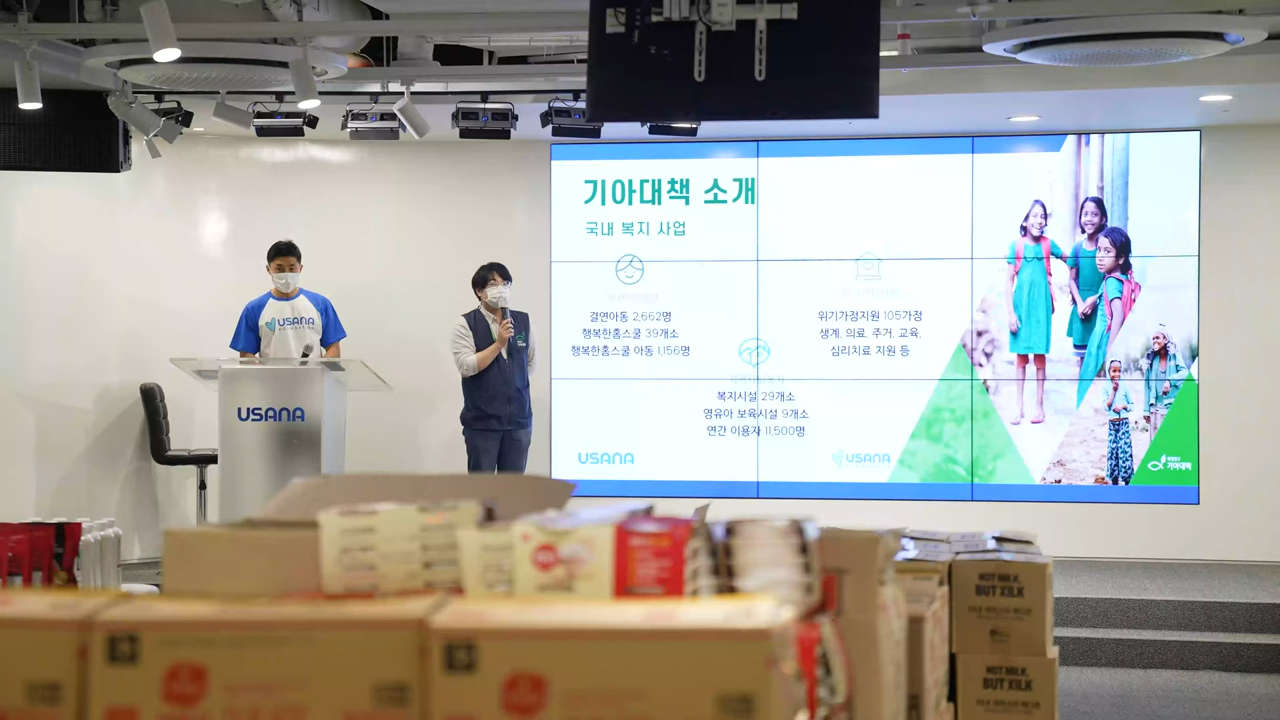 기아대책 소개
국내 복지 사업
결연아동 2,662명
행복한홈스쿨 39개소
행복한홈스쿨 아동 1,156명
위기가정지원 105가정
생계, 의료, 주거, 교육,
심리치료 지원 등
복지시설 29개소
영유아 보육시설 9개소
연간 이용자 11,500명
USANA
USANA
기아대책
USANA
USANA
NOT MILK,
BUT XILK
NOT MILK,
BUT XILK